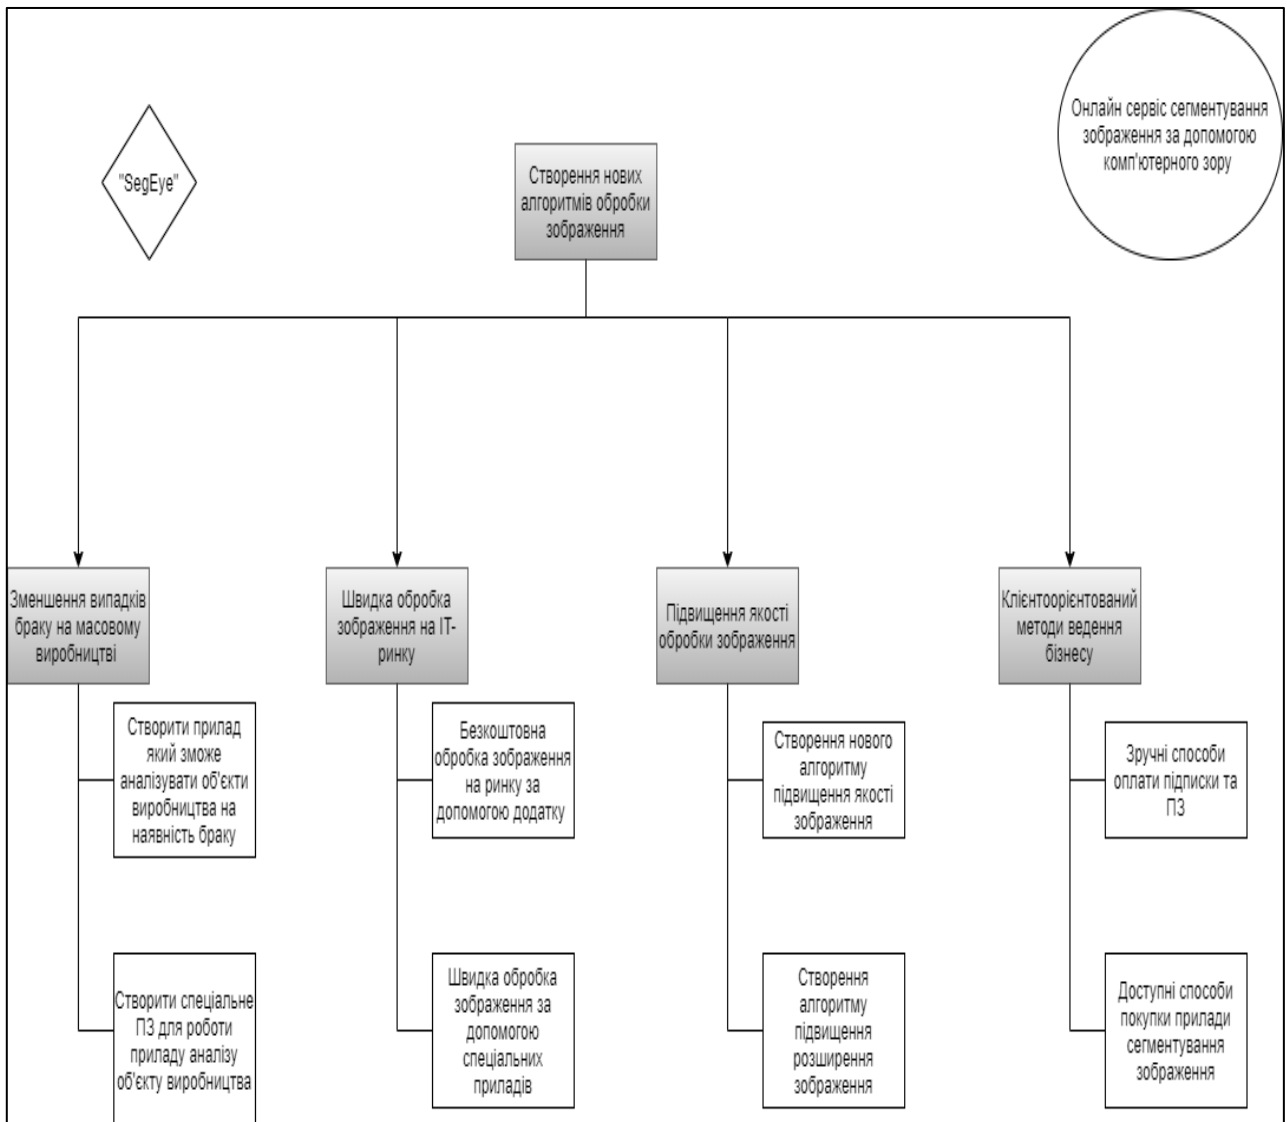 "SegEye"
Створення нових
алгоритмів обробки
зображення
Онлайн сервіс сегментування
зображення за допомогою
комп'ютерного зору
Зменшення випадків
браку на масовому
виробництві
Швидка обробка
зображення на ІТ-
ринку
Підвищення якості
обробки зображення
Клієнтоорієнтований
методи ведення
бізнесу
Створити прилад
який зможе
аналізувати об'єкти
виробництва на
наявність браку
Безкоштовна
обробка зображення
на ринку за
допомогою додатку
Створення нового
алгоритму
підвищення якості
зображення
Зручні способи
оплати підписки та
ПЗ
Створити спеціальне
ПЗ для роботи
приладу аналізу
об'єкту виробництва
Швидка обробка
зображення за
допомогою
спеціальних
приладів
Створення
алгоритму
підвищення
розширення
зображення
Доступні способи
покупки прилади
сегментування
зображення